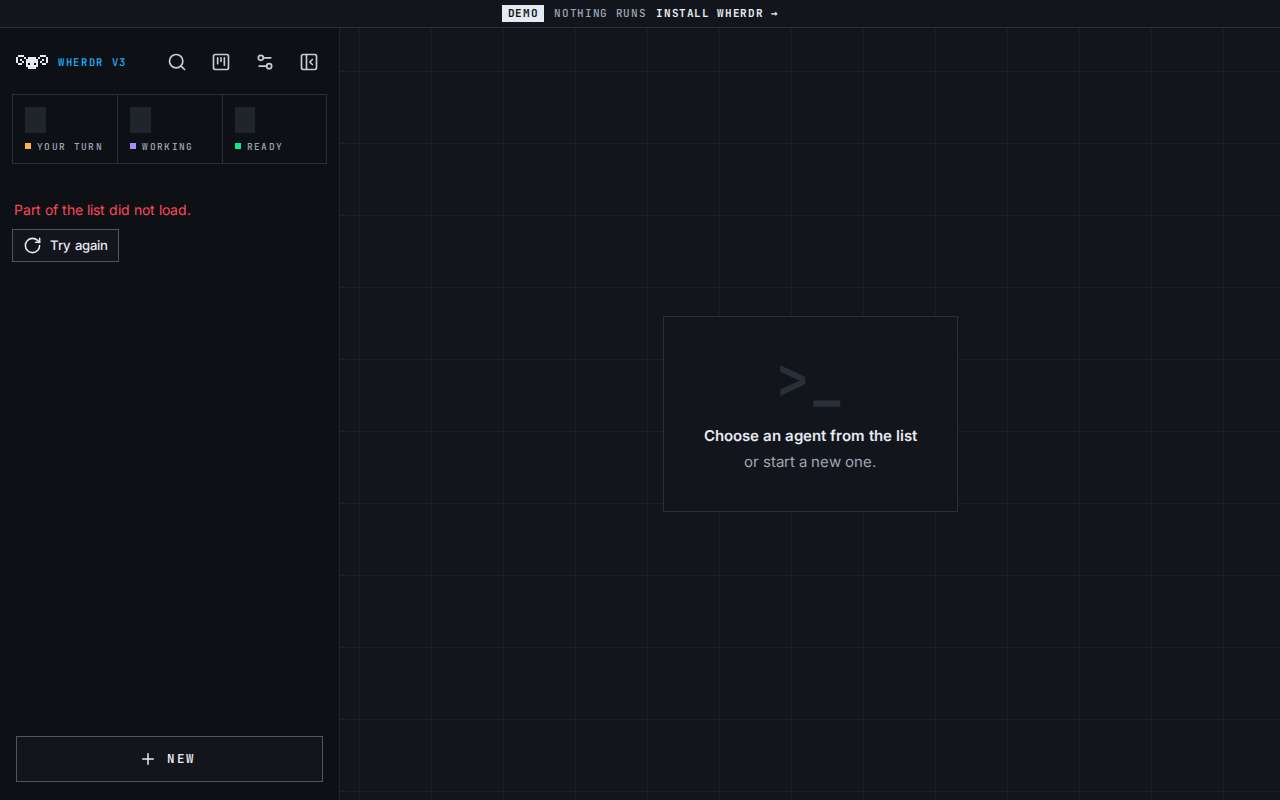 DEMO NOTHING RUNS INSTALL WHERDR →
WHERDR V3
YOUR TURN
WORKING
READY
Part of the list did not load.
Try again
>_
Choose an agent from the list
or start a new one.
+ NEW